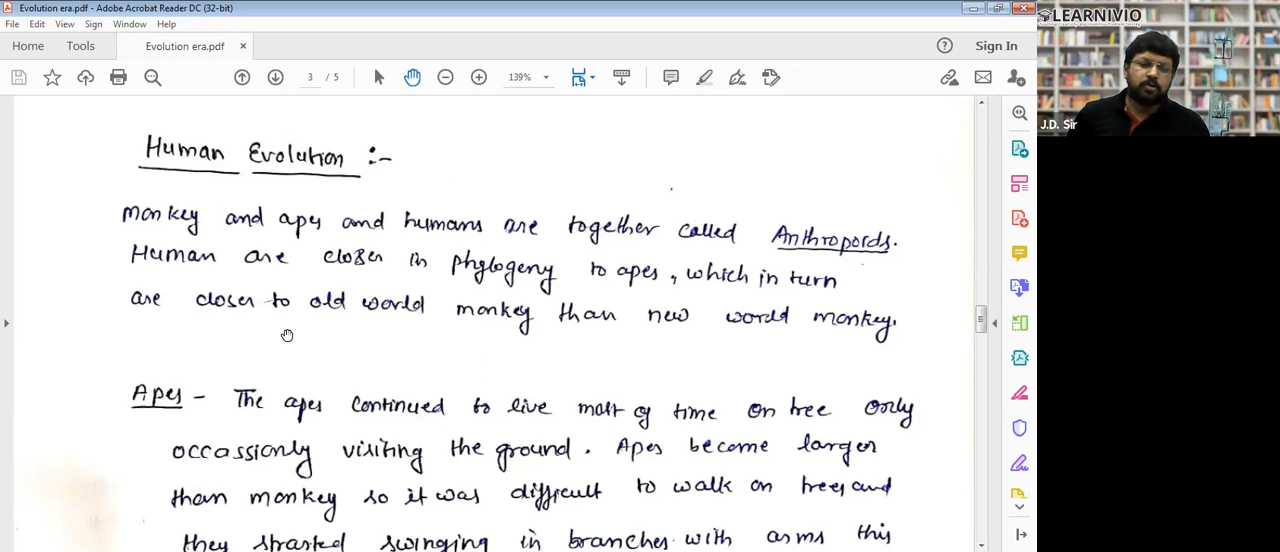 Evolution era.pdf - Adobe Acrobat Reader DC (32-bit)
File Edit View Sign Window Help
Home Tools Evolution era.pdf × Sign In
3 / 5 139%
LEARNIVIO
J.D. Sir
Human Evolution :-
monkey and apes and humans are together called Anthropoids.
Human are closer in phylogeny to apes, which in turn
are closer to old world monkey than new world monkey.
Apes - The apes continued to live most of time on tree only
occassionly visiting the ground. Apes become larger
than monkey so it was difficult to walk on trees and
they strarted swinging in branches with arms this